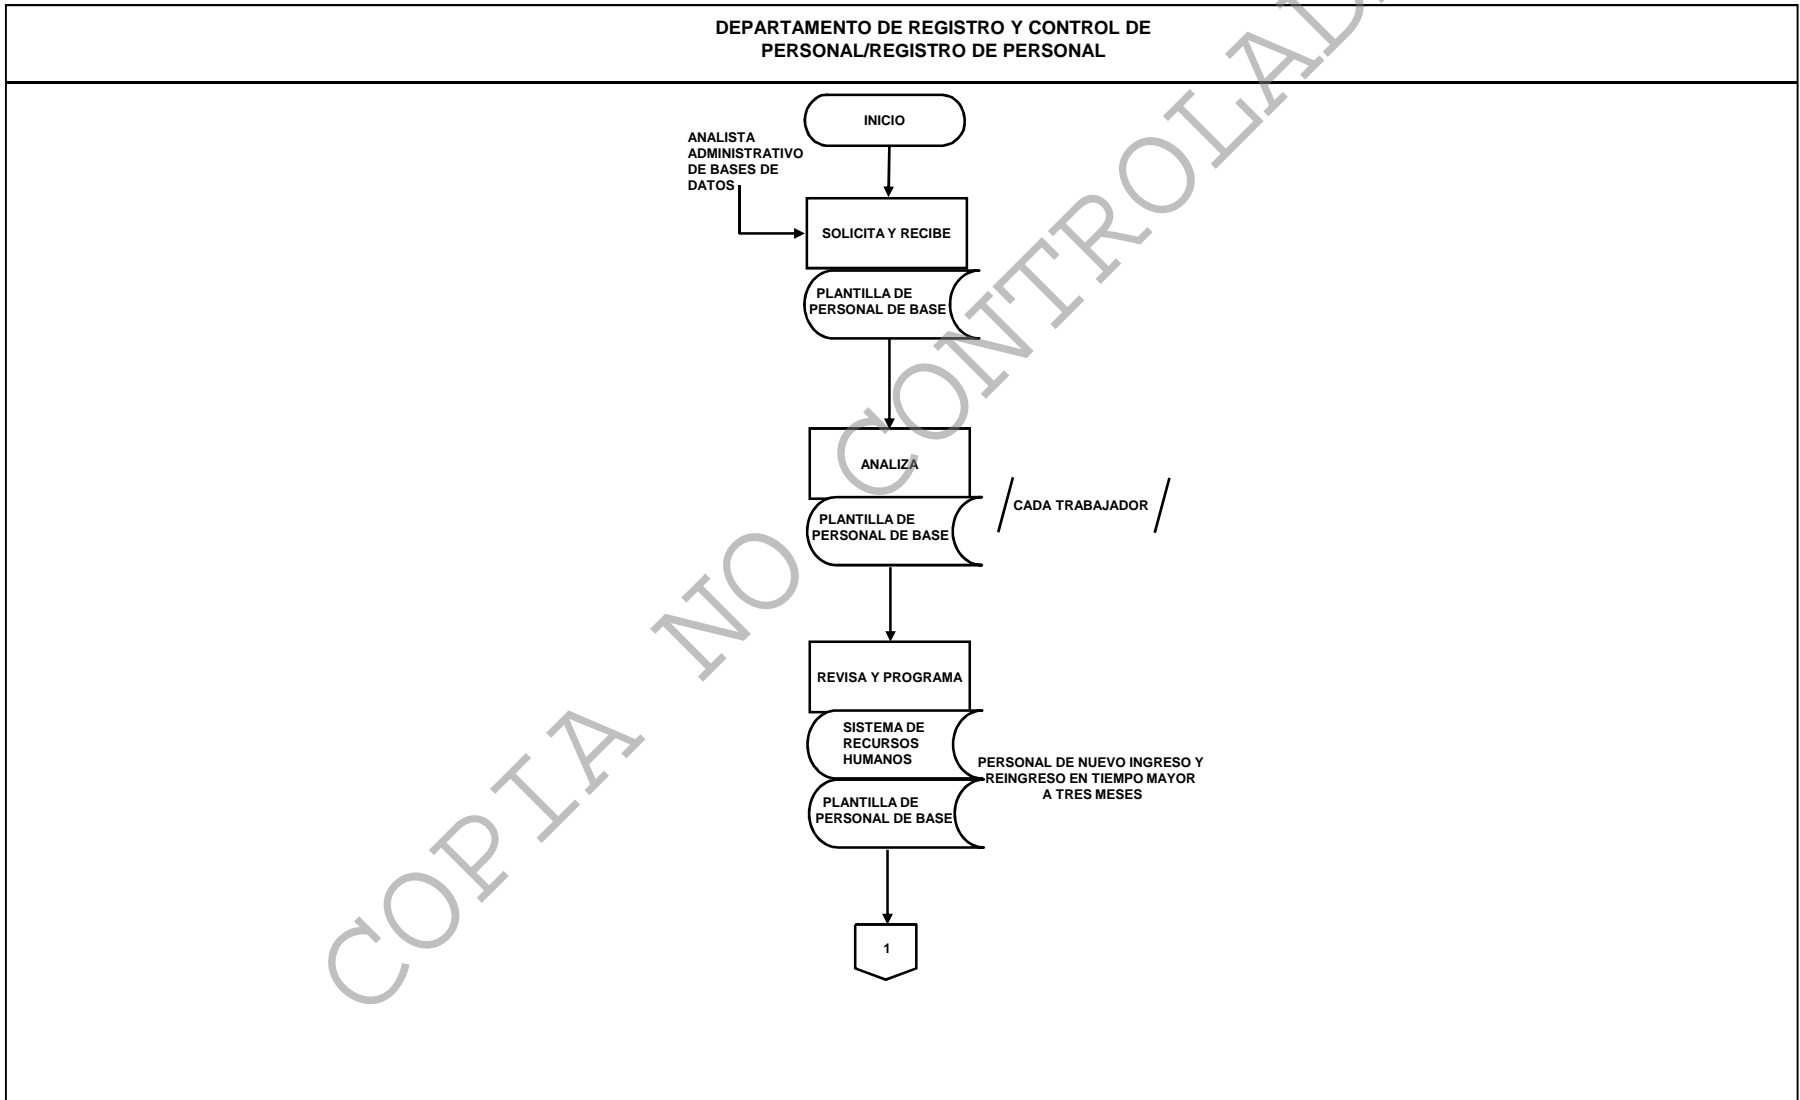 DEPARTAMENTO DE REGISTRO Y CONTROL DE
PERSONAL/REGISTRO DE PERSONAL
INICIO
ANALISTA
ADMINISTRATIVO
DE BASES DE
DATOS
SOLICITA Y RECIBE
PLANTILLA DE
PERSONAL DE BASE
ANALIZA
PLANTILLA DE
PERSONAL DE BASE
CADA TRABAJADOR
REVISA Y PROGRAMA
SISTEMA DE
RECURSOS
HUMANOS
PERSONAL DE NUEVO INGRESO Y
REINGRESO EN TIEMPO MAYOR
A TRES MESES
PLANTILLA DE
PERSONAL DE BASE
1
COPIA NO CONTROLAD